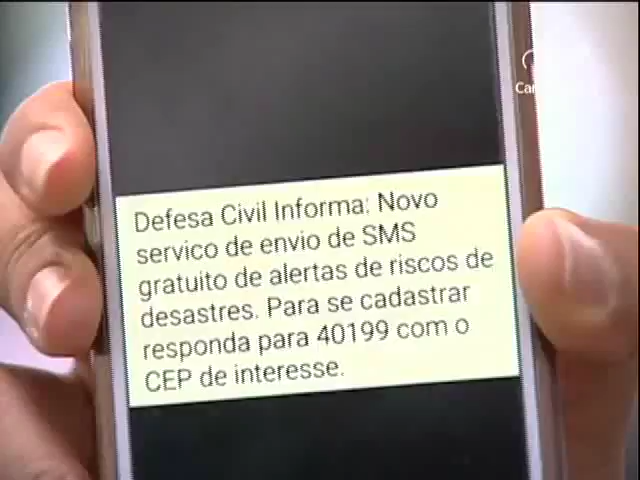 Defesa Civil Informa: Novo
servico de envio de SMS
gratuito de alertas de riscos de
desastres. Para se cadastrar
responda para 40199 com o
CEP de interesse.